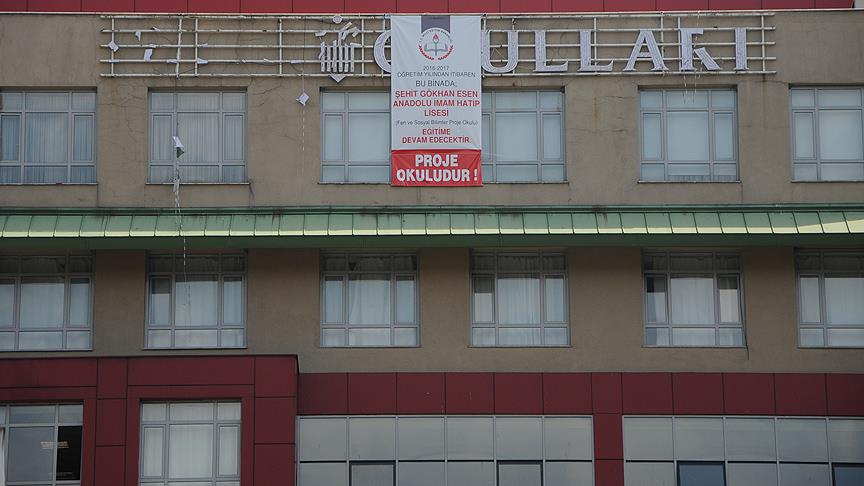 OKULLARI
2016-2017
ÖĞRETİM YILINDAN İTİBAREN
BU BİNADA;
ŞEHİT GÖKHAN ESEN
ANADOLU İMAM HATİP
LİSESİ
(Fen ve Sosyal Bilimler Proje Okulu)
EĞİTİME
DEVAM EDECEKTİR.
PROJE
OKULUDUR !